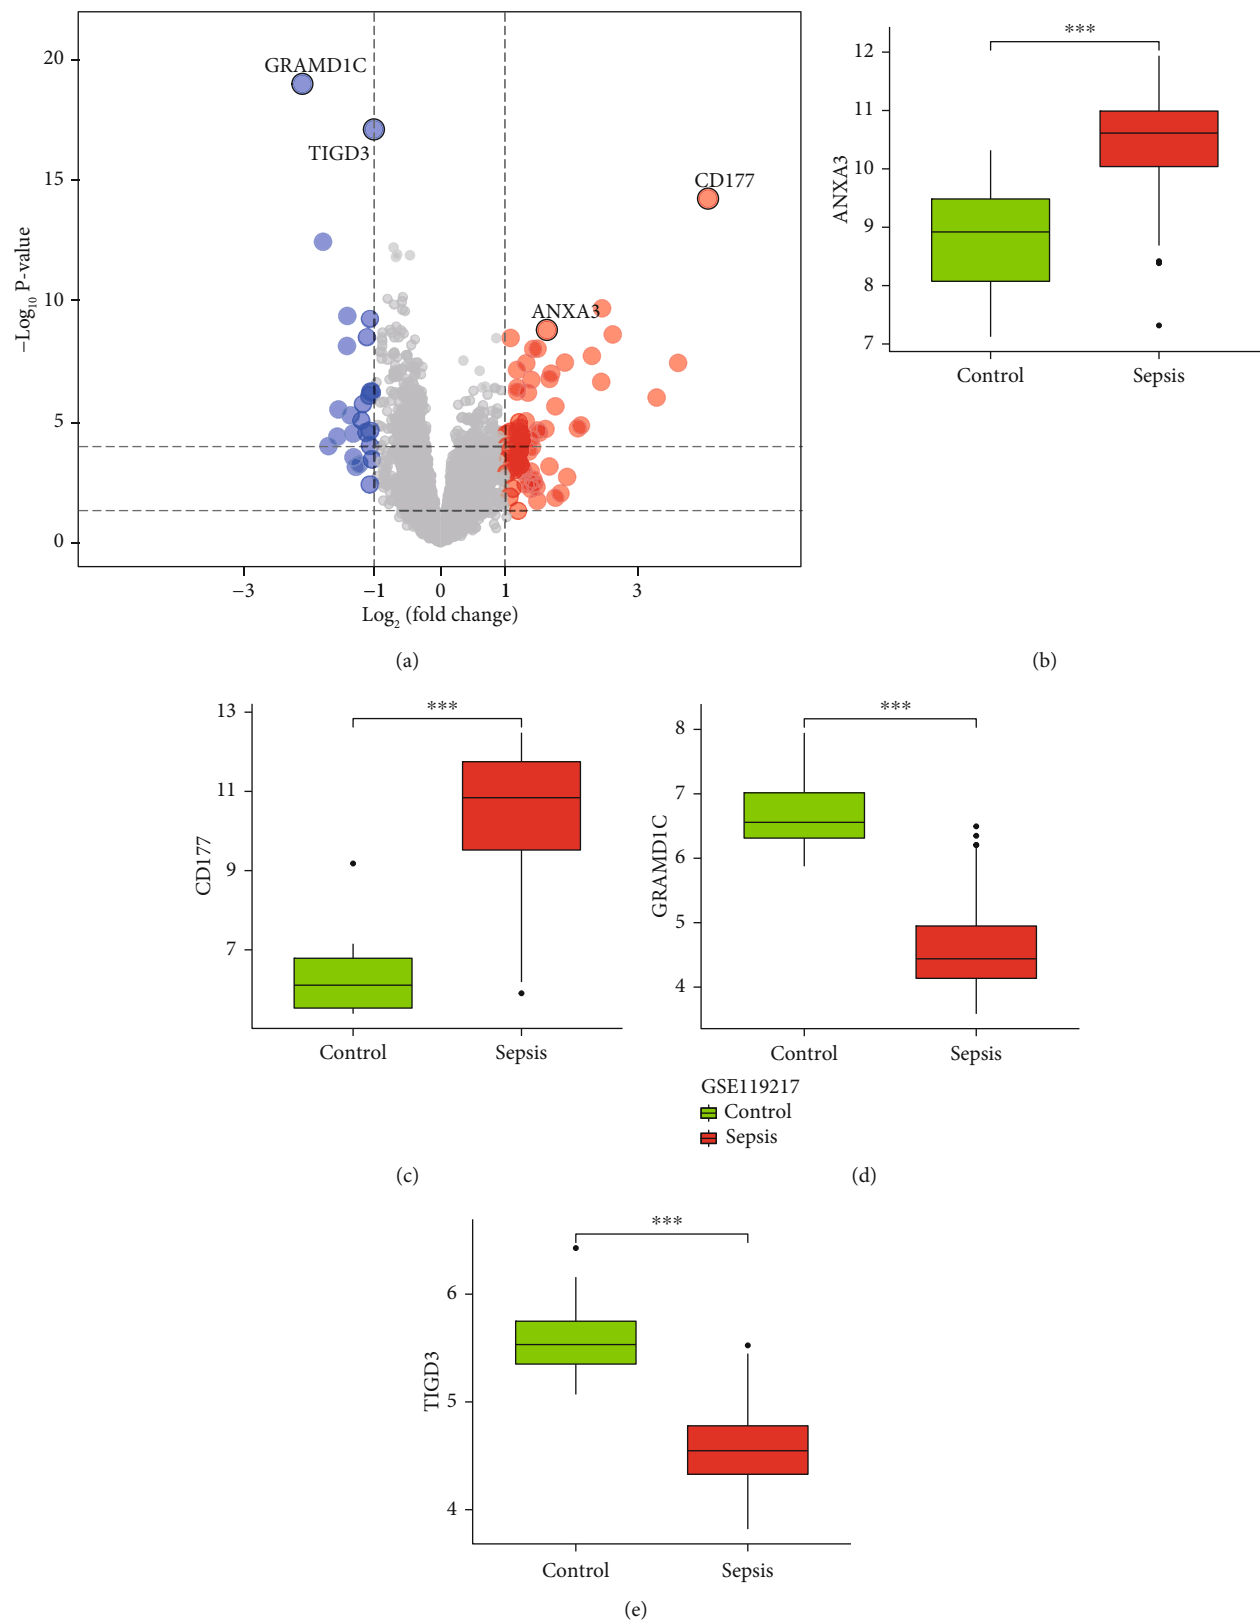 20
15
10
5
0
−Log10 P-value
GRAMD1C
TIGD3
CD177
ANXA3
−3
−1
0
1
3
Log2 (fold change)
(a)
12
11
10
9
8
7
ANXA3
***
Control
Sepsis
(b)
13
11
9
7
CD177
***
Control
Sepsis
(c)
8
7
6
5
4
GRAMD1C
***
Control
Sepsis
GSE119217
Control
Sepsis
(d)
6
5
4
TIGD3
***
Control
Sepsis
(e)